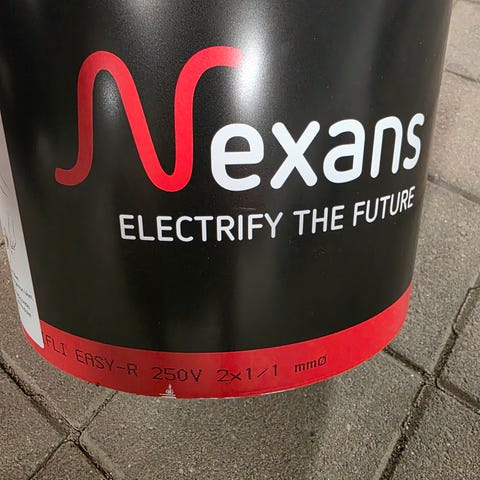 Nexans
ELECTRIFY THE FUTURE
FLI EASY-R 250V 2x1/1 mmø